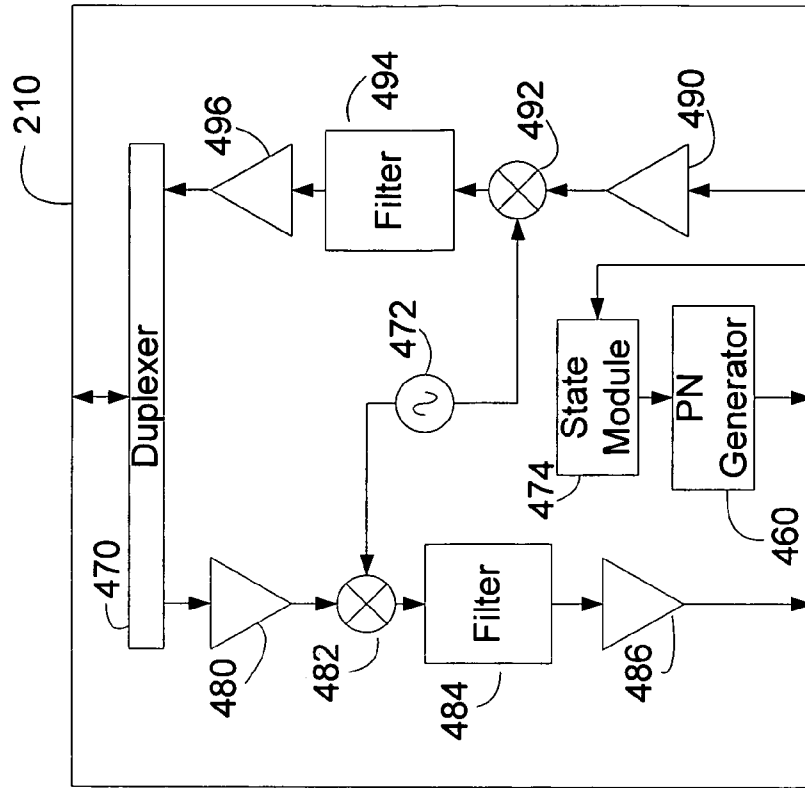 210
470
Duplexer
496
494
Filter
492
490
472
480
482
484
Filter
486
State
Module
474
PN
Generator
460